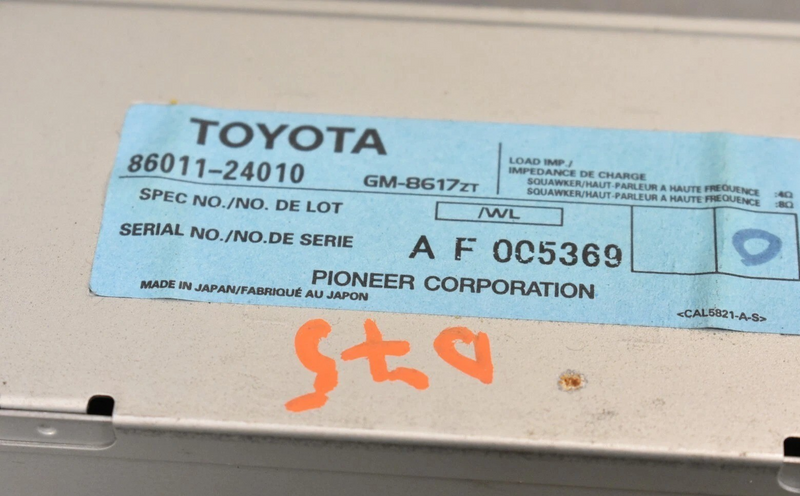 TOYOTA
86011-24010
GM-8617ZT
LOAD IMP./
IMPEDANCE DE CHARGE
SQUAWKER/HAUT-PARLEUR A HAUTE FREQUENCE :4Ω
SQUAWKER/HAUT-PARLEUR A HAUTE FREQUENCE :8Ω
SPEC NO./NO. DE LOT
/WL
SERIAL NO./NO.DE SERIE
A F 005369
PIONEER CORPORATION
MADE IN JAPAN/FABRIQUÉ AU JAPON
<CAL5821-A-S>